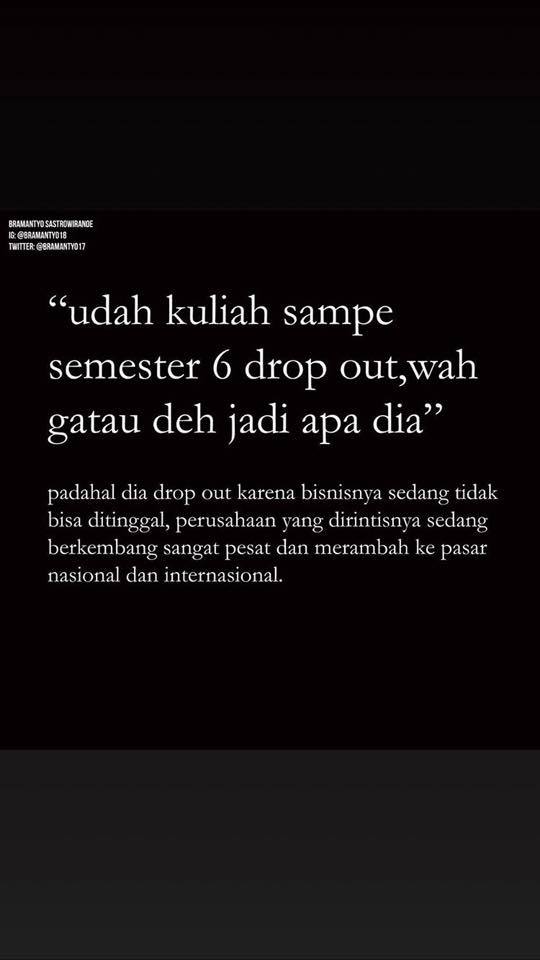 BRAMANTYO SASTROWIRANOE
IG: @BRAMANTYO18
TWITTER: @BRAMANTYO17
“udah kuliah sampe
semester 6 drop out,wah
gatau deh jadi apa dia”
padahal dia drop out karena bisnisnya sedang tidak
bisa ditinggal, perusahaan yang dirintisnya sedang
berkembang sangat pesat dan merambah ke pasar
nasional dan internasional.